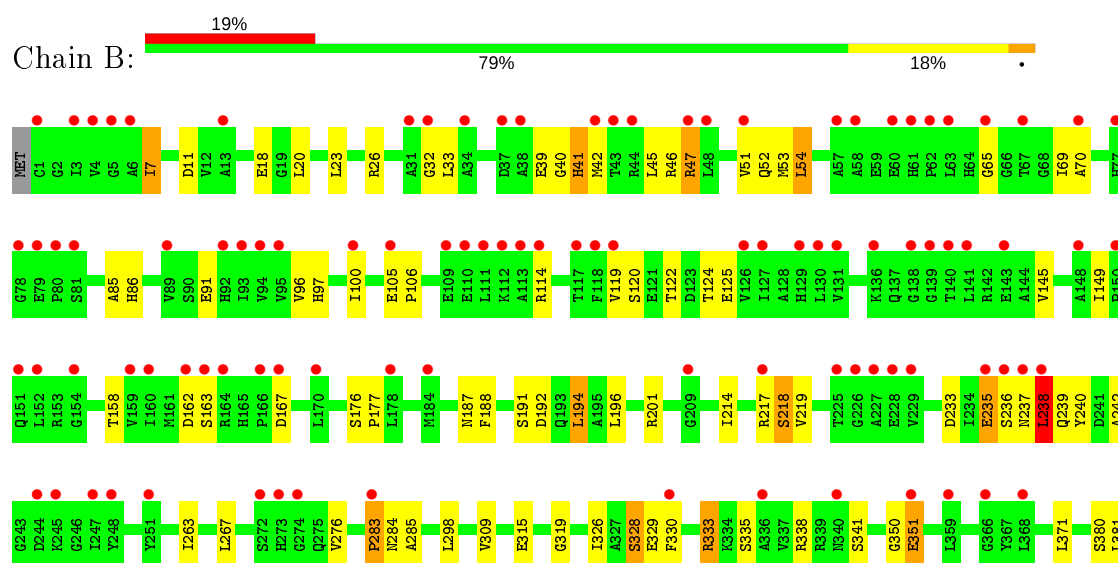 19%
Chain B:
79% 18% •
MET C1 G2 I3 V4 G5 A6 I7 D11 V12 A13 E18 G19 L20 L23 R26 A31 G32 L33 A34 D37 A38 E39 G40 H41 M42 T43 R44 L45 R46 R47 L48 V51 Q52 M53 L54 A57 A58 E59 E60 H61 P62 L63 H64 G65 G66 T67 G68 I69 A70 H77
G78 E79 P80 S81 A85 H86 V89 S90 E91 H92 I93 V94 V95 V96 H97 I100 E105 P106 E109 E110 L111 K112 A113 R114 T117 F118 V119 S120 E121 T122 D123 T124 E125 V126 I127 A128 H129 L130 V131 K136 Q137 G138 G139 T140 L141 R142 E143 A144 V145 A148 I149
Q151 L152 R153 G154 T158 V159 I160 M161 D162 S163 R164 H165 P166 D167 L170 S176 P177 L178 M184 N187 F188 S191 D192 Q193 L194 A195 L196 R201 G209 I214 R217 S218 V219 T225 G226 A227 E228 V229 D233 I234 E235 S236 N237 L238 Q239 Y240 D241 A242
G243 D244 K245 G246 I247 Y248 Y251 I263 L267 S272 H273 G274 Q275 V276 P283 N284 A285 L298 V309 E315 G319 I326 A327 S328 E329 F330 R333 K334 S335 A336 V337 R338 R339 N340 S341 G350 E351 L359 G366 Y367 L368 L371 S380 L381